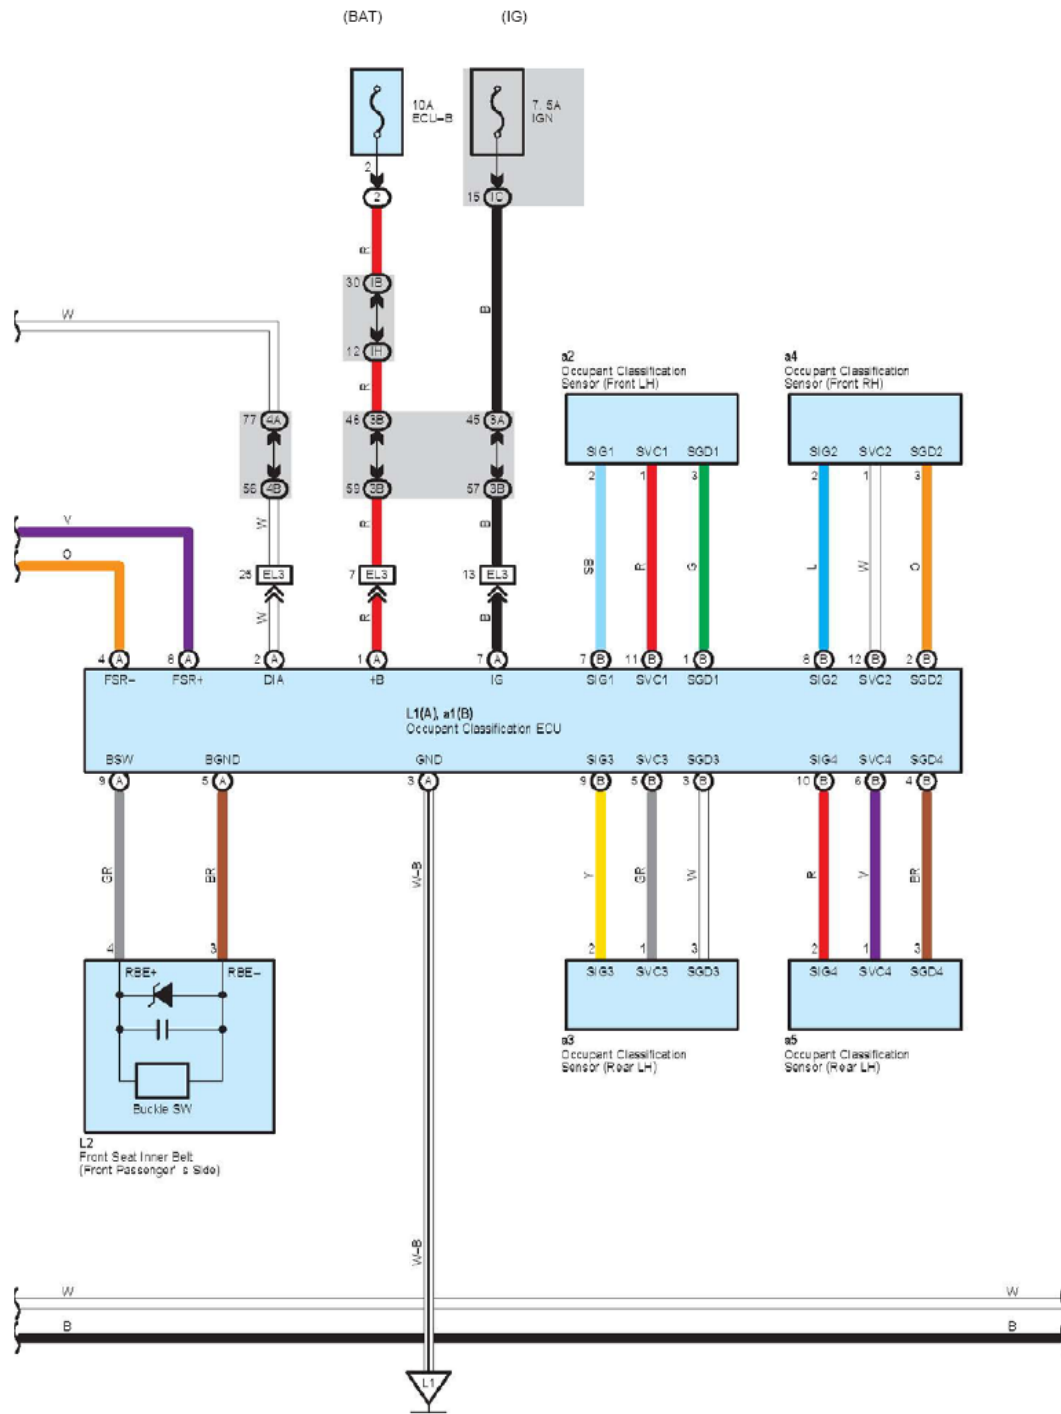 (BAT) (IG)
10A
ECU-B
7. 5A
IGN
2
2
15 1C
R
30 IB
B
W
12 IH
R
77 4A
46 3B
45 3A
56 4B
59 3B
57 3B
V
O
W
R
B
25 EL3
7 EL3
13 EL3
W
R
B
a2
Occupant Classification
Sensor (Front LH)
SIG1 SVC1 SGD1
2 1 3
SB R G
a4
Occupant Classification
Sensor (Front RH)
SIG2 SVC2 SGD2
2 1 3
L W O
4 A 6 A 2 A 1 A 7 A 7 B 11 B 1 B 8 B 12 B 2 B
FSR- FSR+ DIA +B IG SIG1 SVC1 SGD1 SIG2 SVC2 SGD2
L1(A), a1(B)
Occupant Classification ECU
BSW BGND GND SIG3 SVC3 SGD3 SIG4 SVC4 SGD4
9 A 5 A 3 A 9 B 5 B 3 B 10 B 6 B 4 B
GR BR W-B Y GR W R V BR
4 3
RBE+ RBE-
Buckle SW
L2
Front Seat Inner Belt
(Front Passenger' s Side)
2 1 3
SIG3 SVC3 SGD3
a3
Occupant Classification
Sensor (Rear LH)
2 1 3
SIG4 SVC4 SGD4
a5
Occupant Classification
Sensor (Rear LH)
W-B
W W
B B
L1